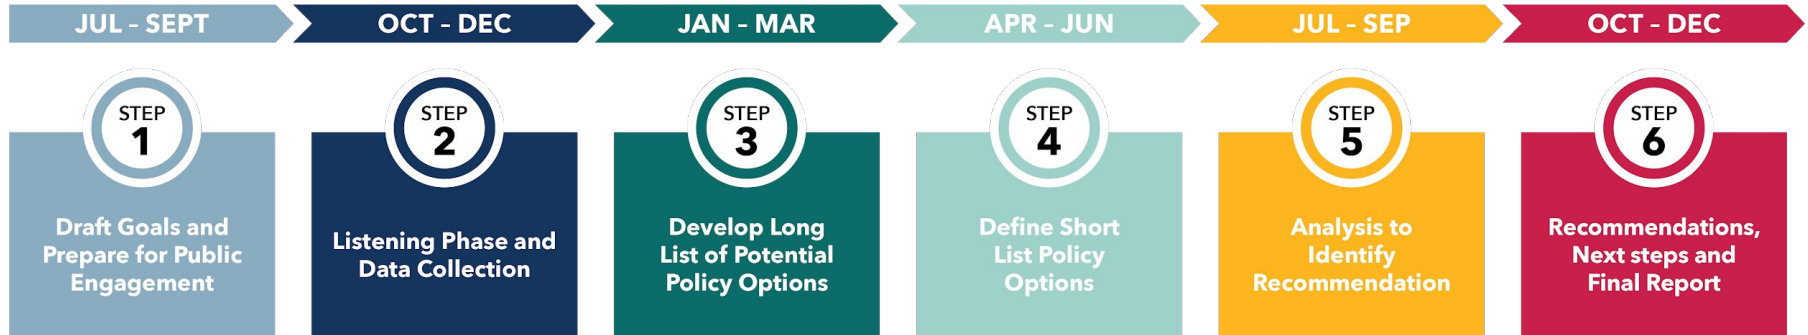 JUL – SEPT
OCT – DEC
JAN – MAR
APR – JUN
JUL – SEP
OCT – DEC
STEP
1
Draft Goals and
Prepare for Public
Engagement
STEP
2
Listening Phase and
Data Collection
STEP
3
Develop Long
List of Potential
Policy Options
STEP
4
Define Short
List Policy
Options
STEP
5
Analysis to
Identify
Recommendation
STEP
6
Recommendations,
Next steps and
Final Report